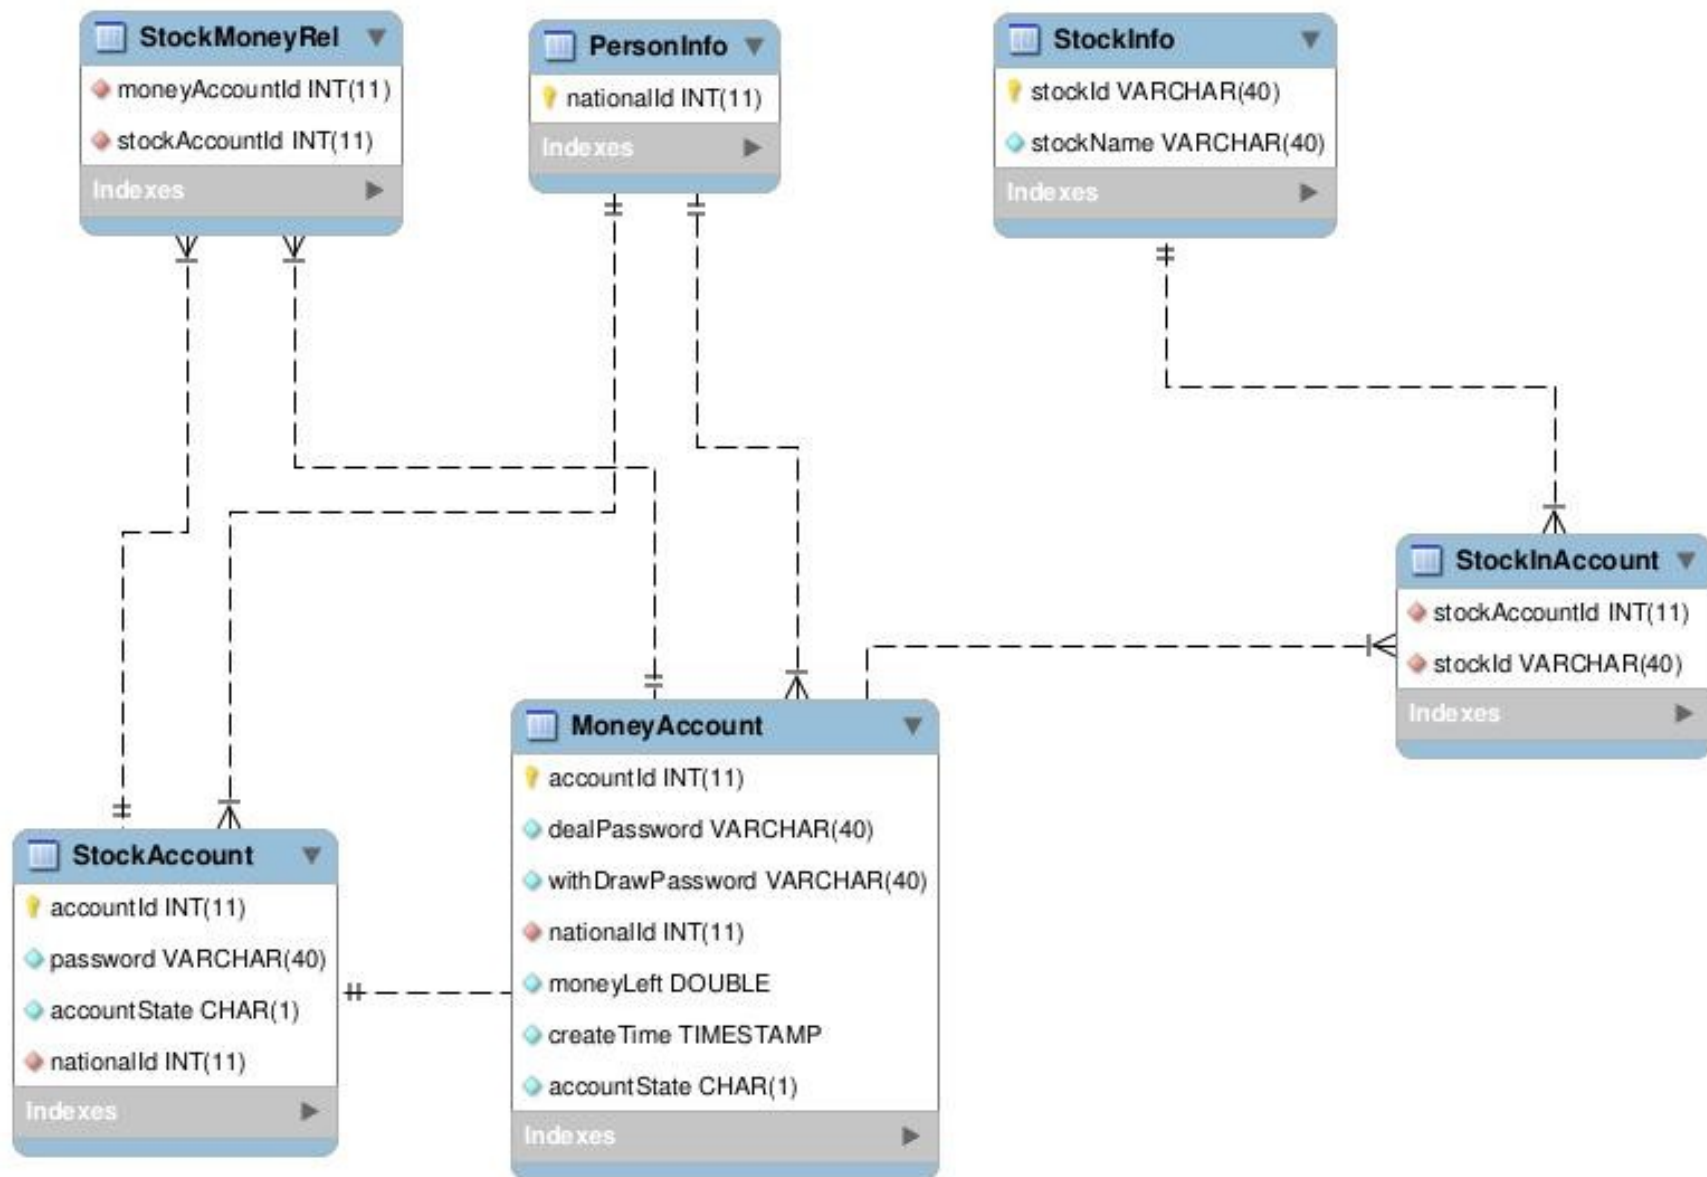 StockMoneyRel
moneyAccountId INT(11)
stockAccountId INT(11)
Indexes
PersonInfo
nationalId INT(11)
Indexes
StockInfo
stockId VARCHAR(40)
stockName VARCHAR(40)
Indexes
StockInAccount
stockAccountId INT(11)
stockId VARCHAR(40)
Indexes
MoneyAccount
accountId INT(11)
dealPassword VARCHAR(40)
withDrawPassword VARCHAR(40)
nationalId INT(11)
moneyLeft DOUBLE
createTime TIMESTAMP
accountState CHAR(1)
Indexes
StockAccount
accountId INT(11)
password VARCHAR(40)
accountState CHAR(1)
nationalId INT(11)
Indexes